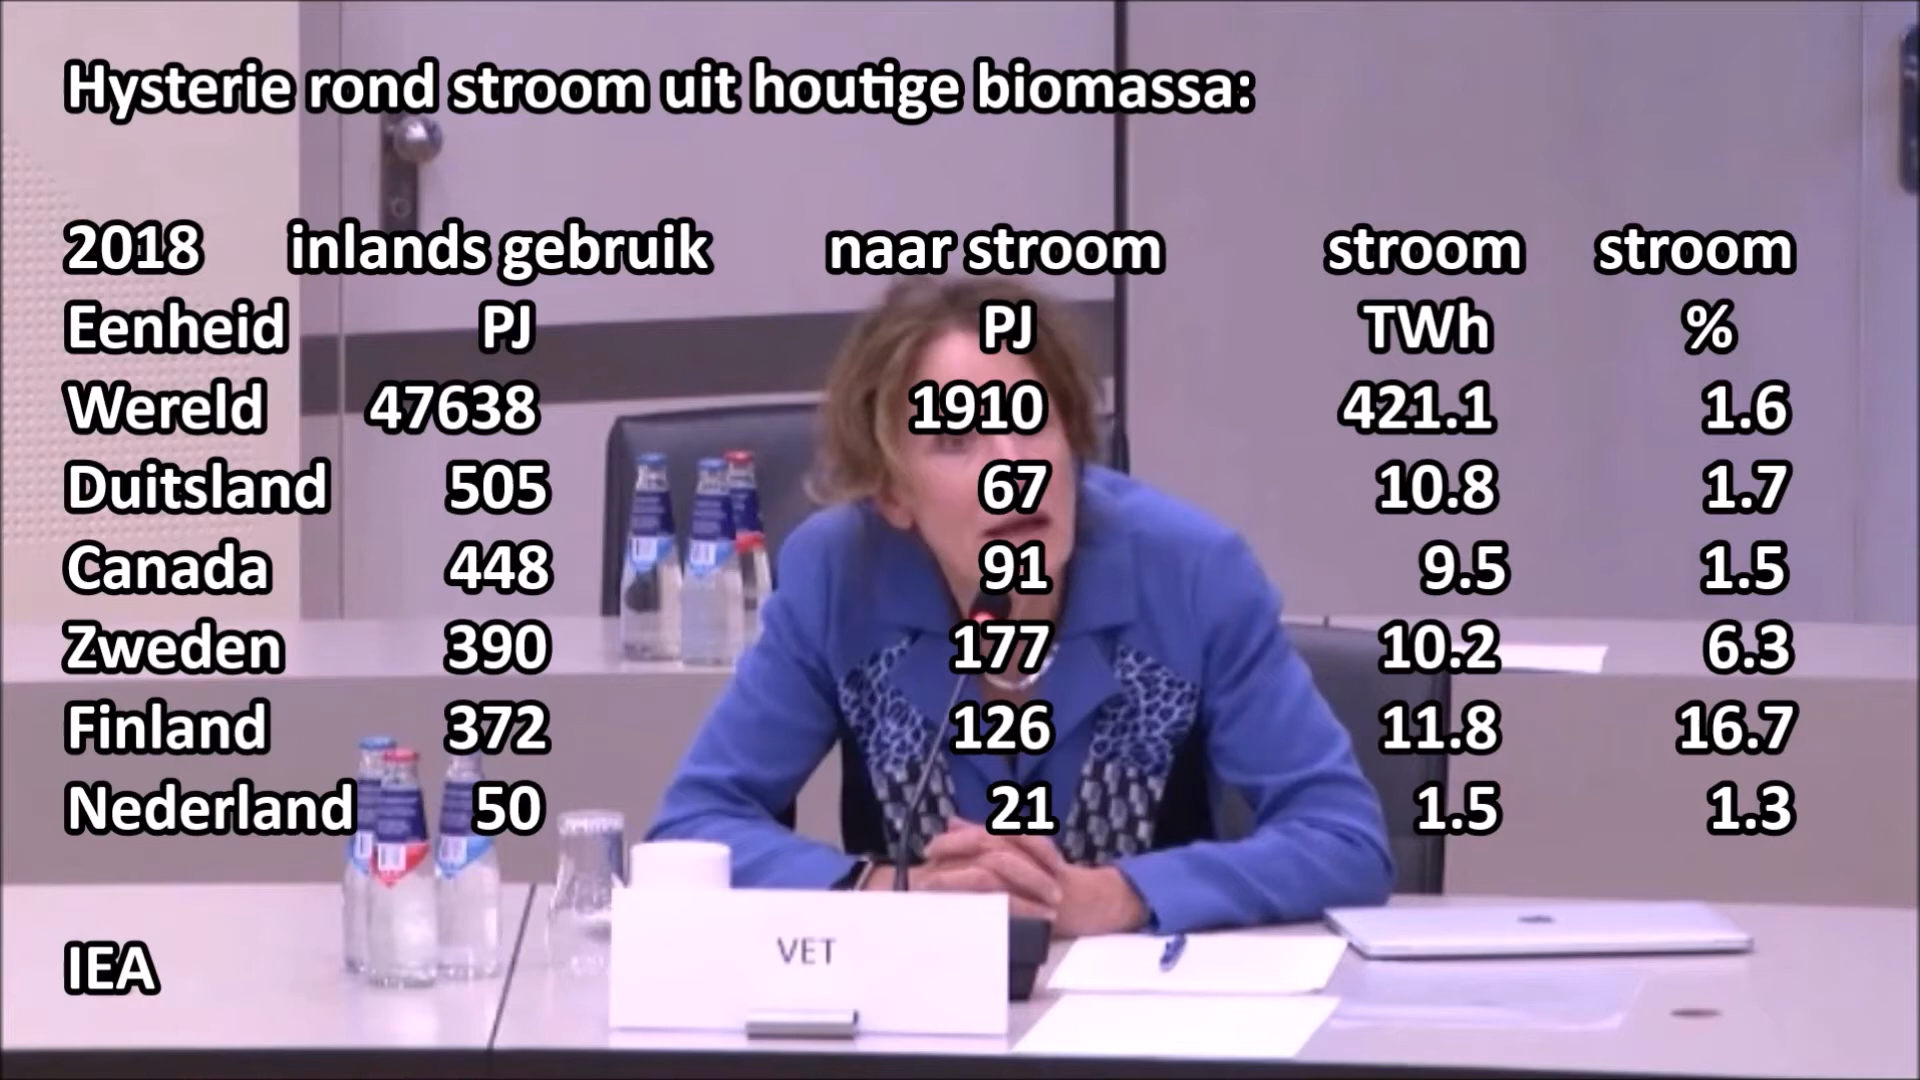 Hysterie rond stroom uit houtige biomassa:
2018 inlands gebruik naar stroom stroom stroom
Eenheid PJ PJ TWh %
Wereld 47638 1910 421.1 1.6
Duitsland 505 67 10.8 1.7
Canada 448 91 9.5 1.5
Zweden 390 177 10.2 6.3
Finland 372 126 11.8 16.7
Nederland 50 21 1.5 1.3
VET
IEA